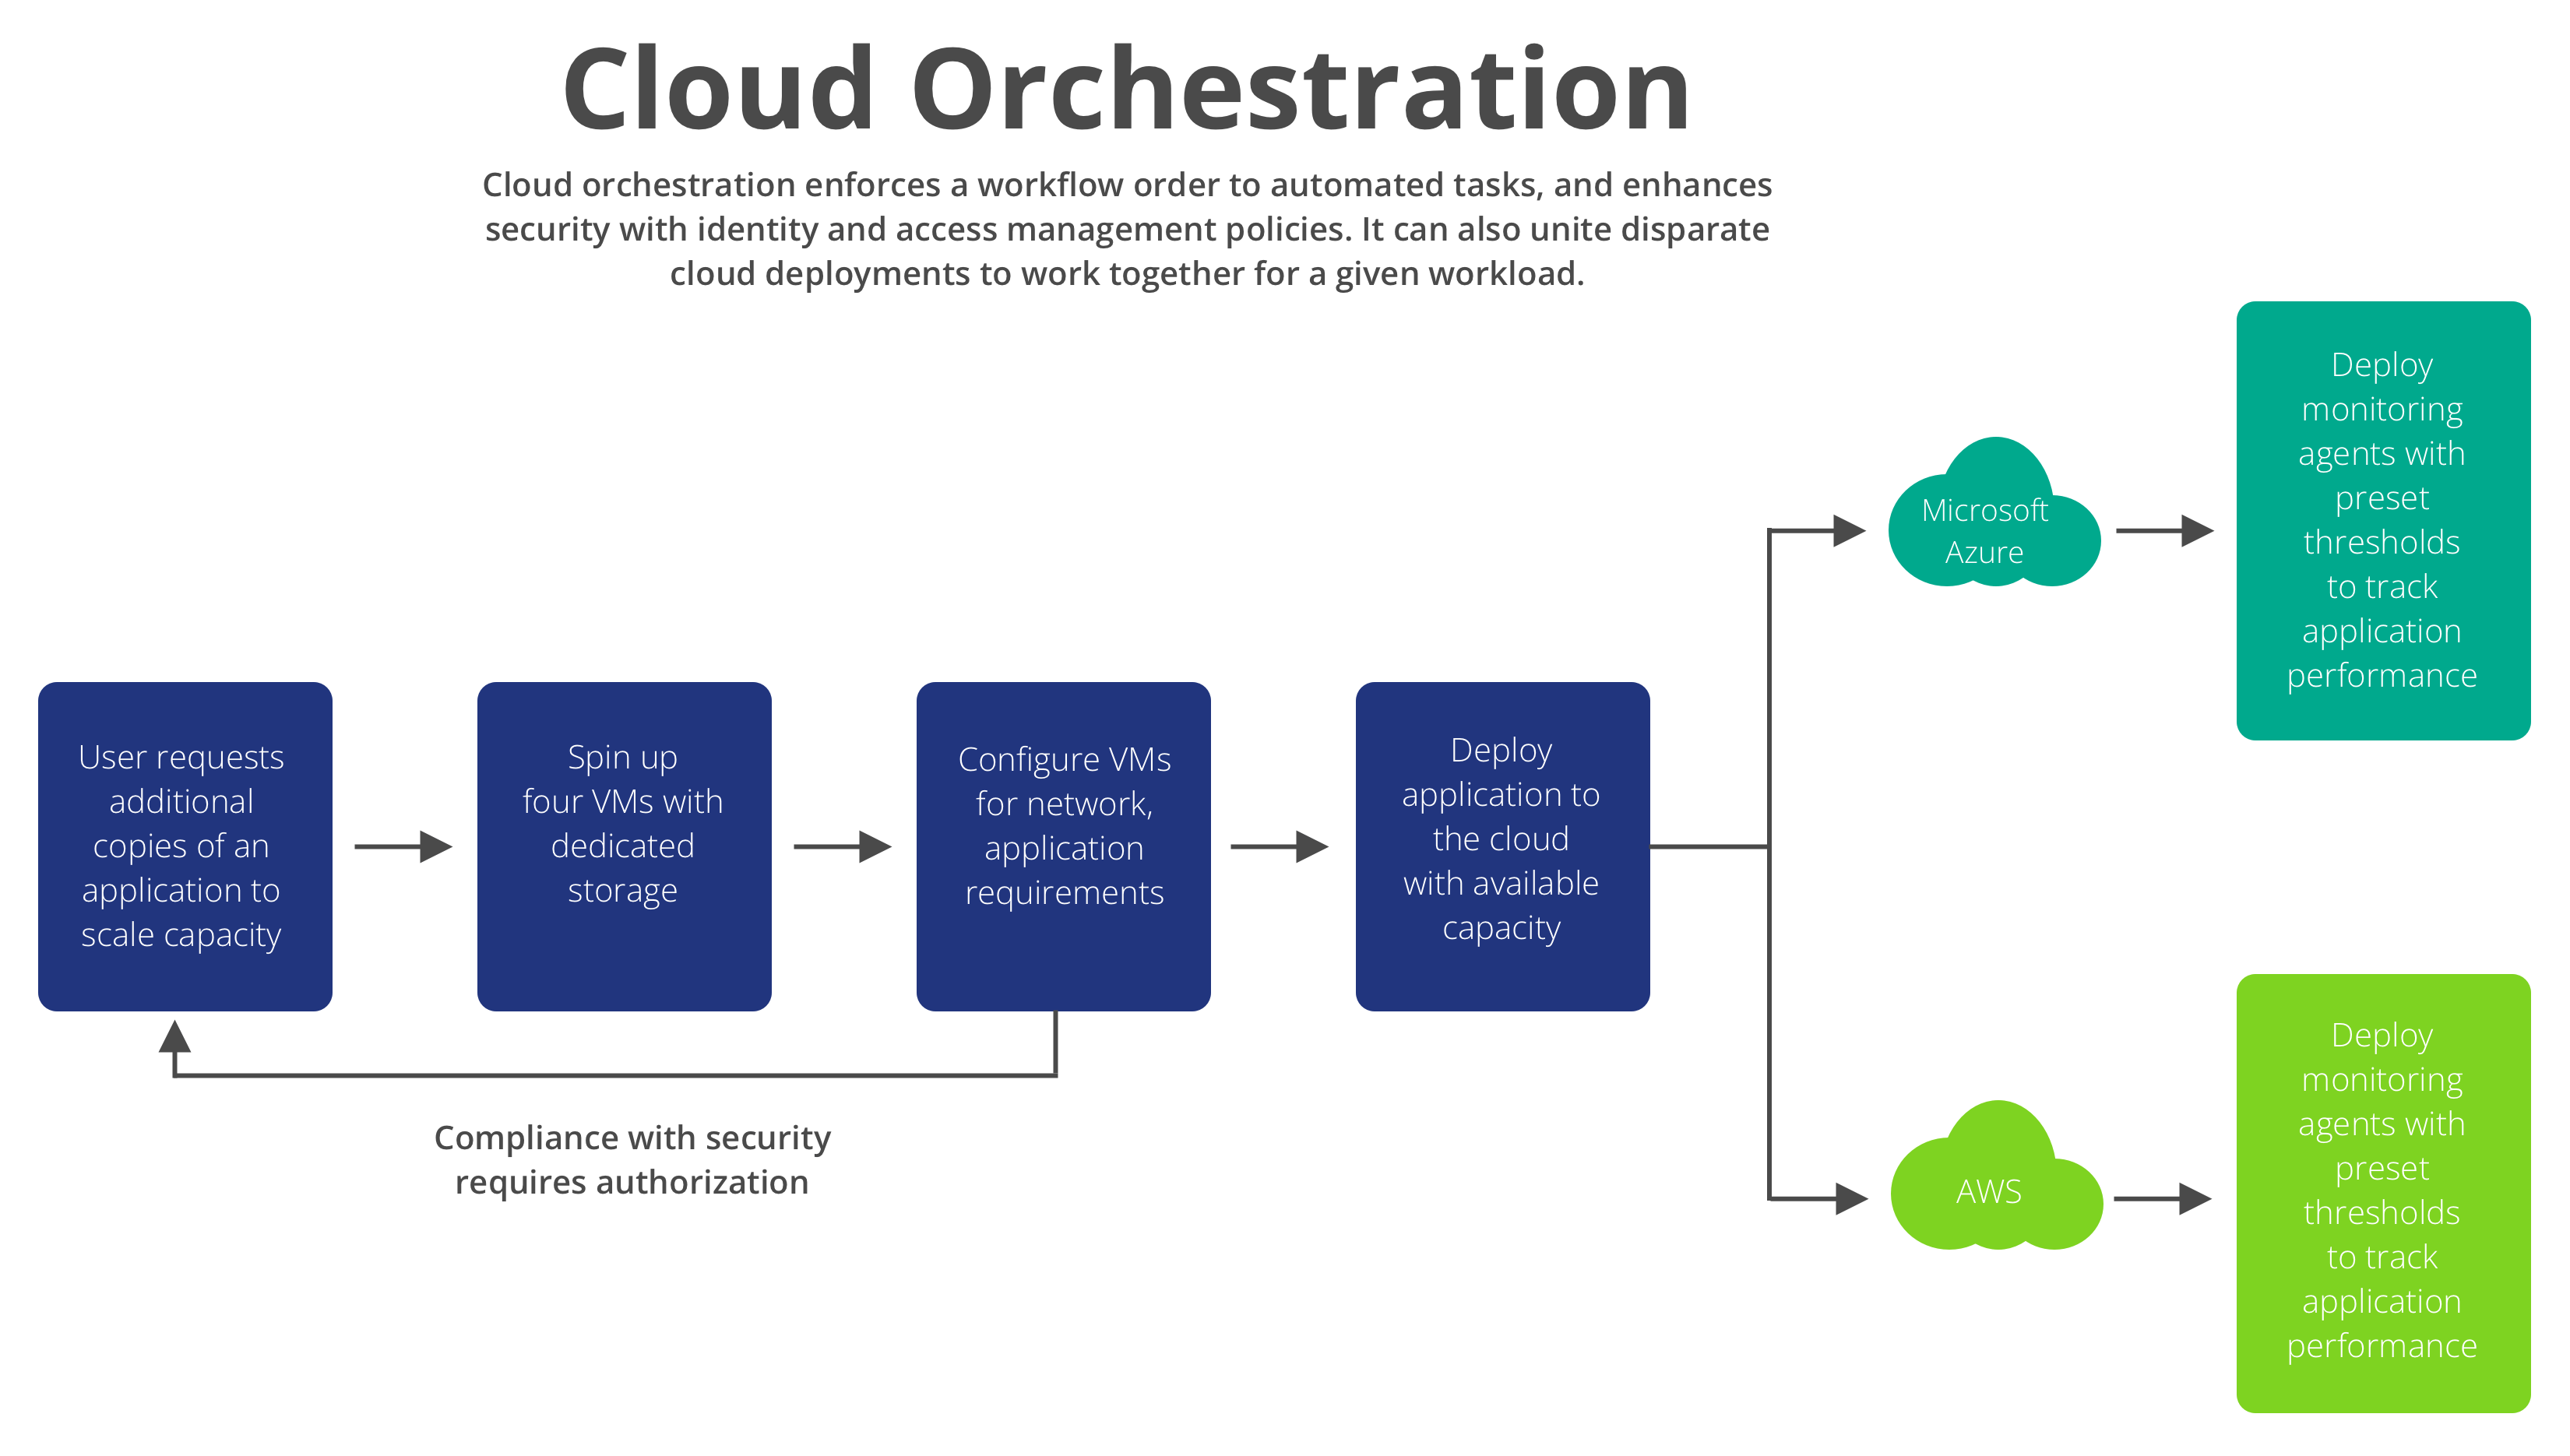 Cloud Orchestration
Cloud orchestration enforces a workflow order to automated tasks, and enhances
security with identity and access management policies. It can also unite disparate
cloud deployments to work together for a given workload.
User requests
additional
copies of an
application to
scale capacity
Spin up
four VMs with
dedicated
storage
Configure VMs
for network,
application
requirements
Compliance with security
requires authorization
Deploy
application to
the cloud
with available
capacity
Microsoft
Azure
Deploy
monitoring
agents with
preset
thresholds
to track
application
performance
AWS
Deploy
monitoring
agents with
preset
thresholds
to track
application
performance